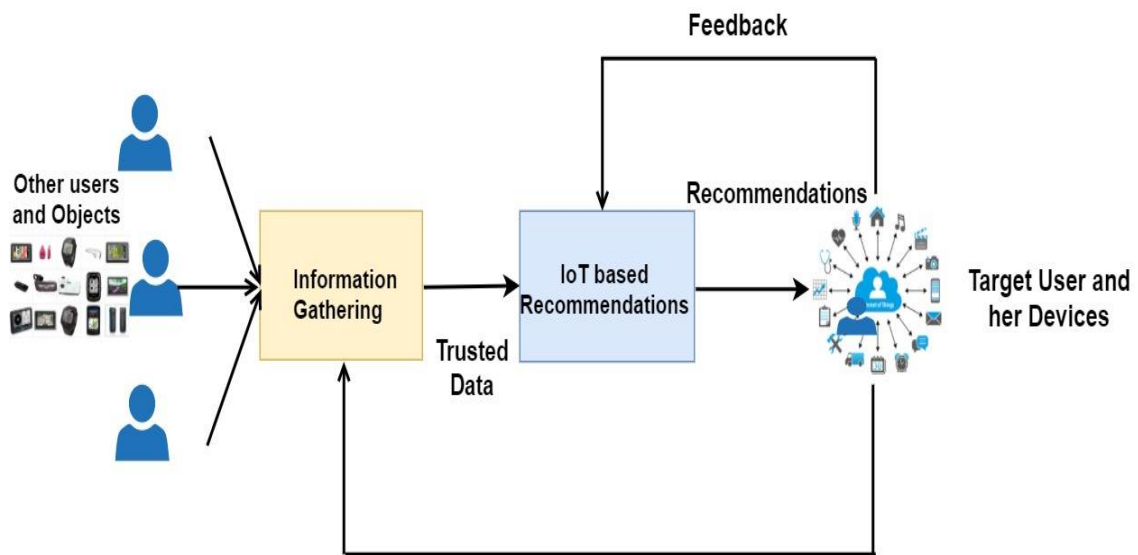 Feedback
Other users
and Objects
Information
Gathering
Trusted
Data
IoT based
Recommendations
Recommendations
Target User and
her Devices